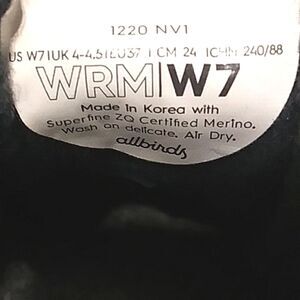 1220 NV1
US W7 | UK 4-4.5 | EU37 | CM 24 | CHN 240/88
WRM|W7
Made in Korea with
Superfine ZQ Certified Merino.
Wash on delicate. Air Dry.
allbirds